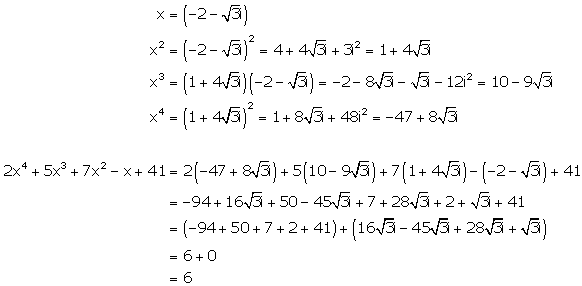 x = (-2 - √3i)
x² = (-2 - √3i)² = 4 + 4√3i + 3i² = 1 + 4√3i
x³ = (1 + 4√3i)(-2 - √3i) = -2 - 8√3i - √3i - 12i² = 10 - 9√3i
x⁴ = (1 + 4√3i)² = 1 + 8√3i + 48i² = -47 + 8√3i
2x⁴ + 5x³ + 7x² - x + 41 = 2(-47 + 8√3i) + 5(10 - 9√3i) + 7(1 + 4√3i) - (-2 - √3i) + 41
= -94 + 16√3i + 50 - 45√3i + 7 + 28√3i + 2 + √3i + 41
= (-94 + 50 + 7 + 2 + 41) + (16√3i - 45√3i + 28√3i + √3i)
= 6 + 0
= 6